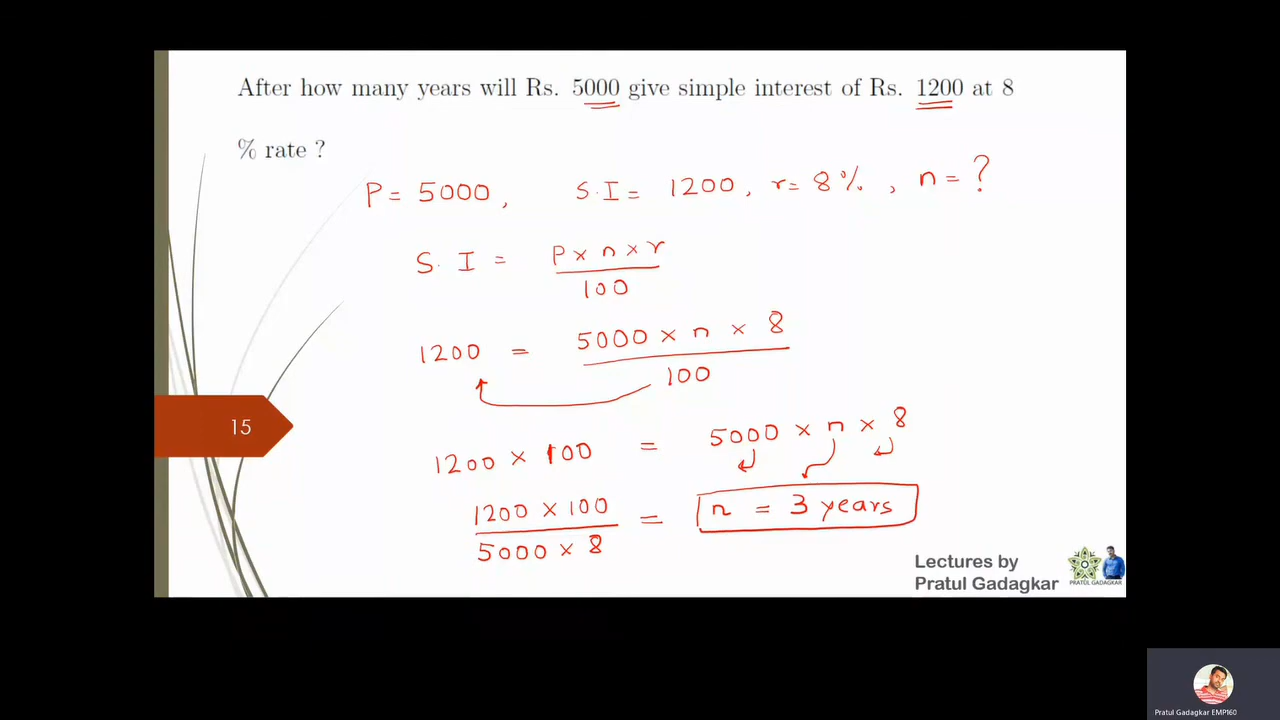 After how many years will Rs. 5000 give simple interest of Rs. 1200 at 8
% rate ?
P = 5000, S.I = 1200, r = 8%, n = ?
S.I = P × n × r / 100
1200 = 5000 × n × 8 / 100
1200 × 100 = 5000 × n × 8
1200 × 100 / 5000 × 8 = n = 3 years
15
Lectures by
Pratul Gadagkar
PRATUL GADAGKAR
Pratul Gadagkar EMP160